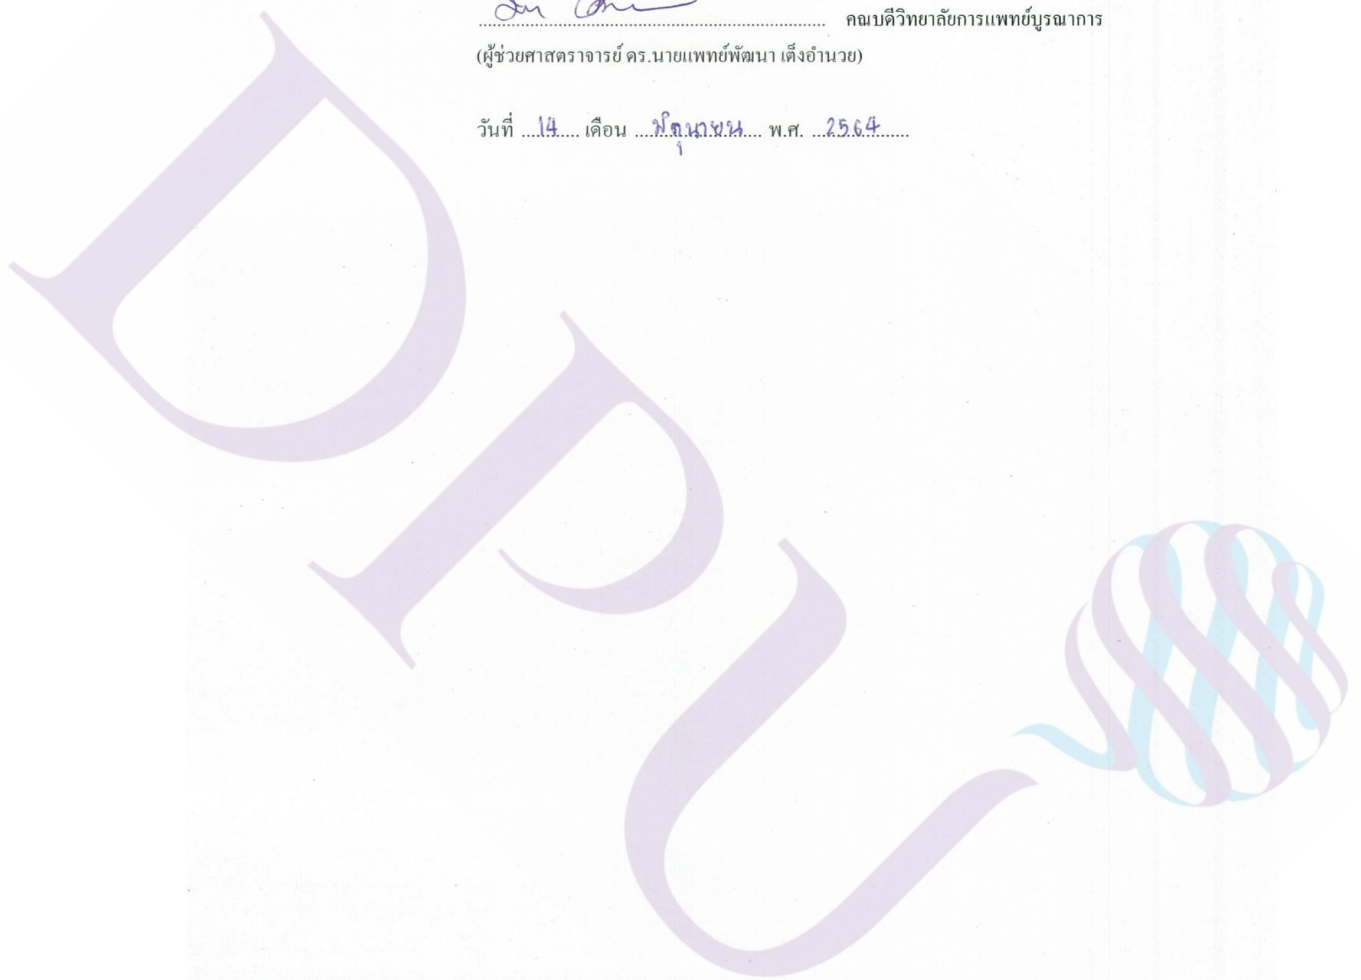 คณบดีวิทยาลัยการแพทย์บูรณาการ
(ผู้ช่วยศาสตราจารย์ ดร.นายแพทย์พัฒนา เต็งอำนวย)
วันที่ ....14..... เดือน ....มิถุนายน.... พ.ศ. ...2564.......
DPU